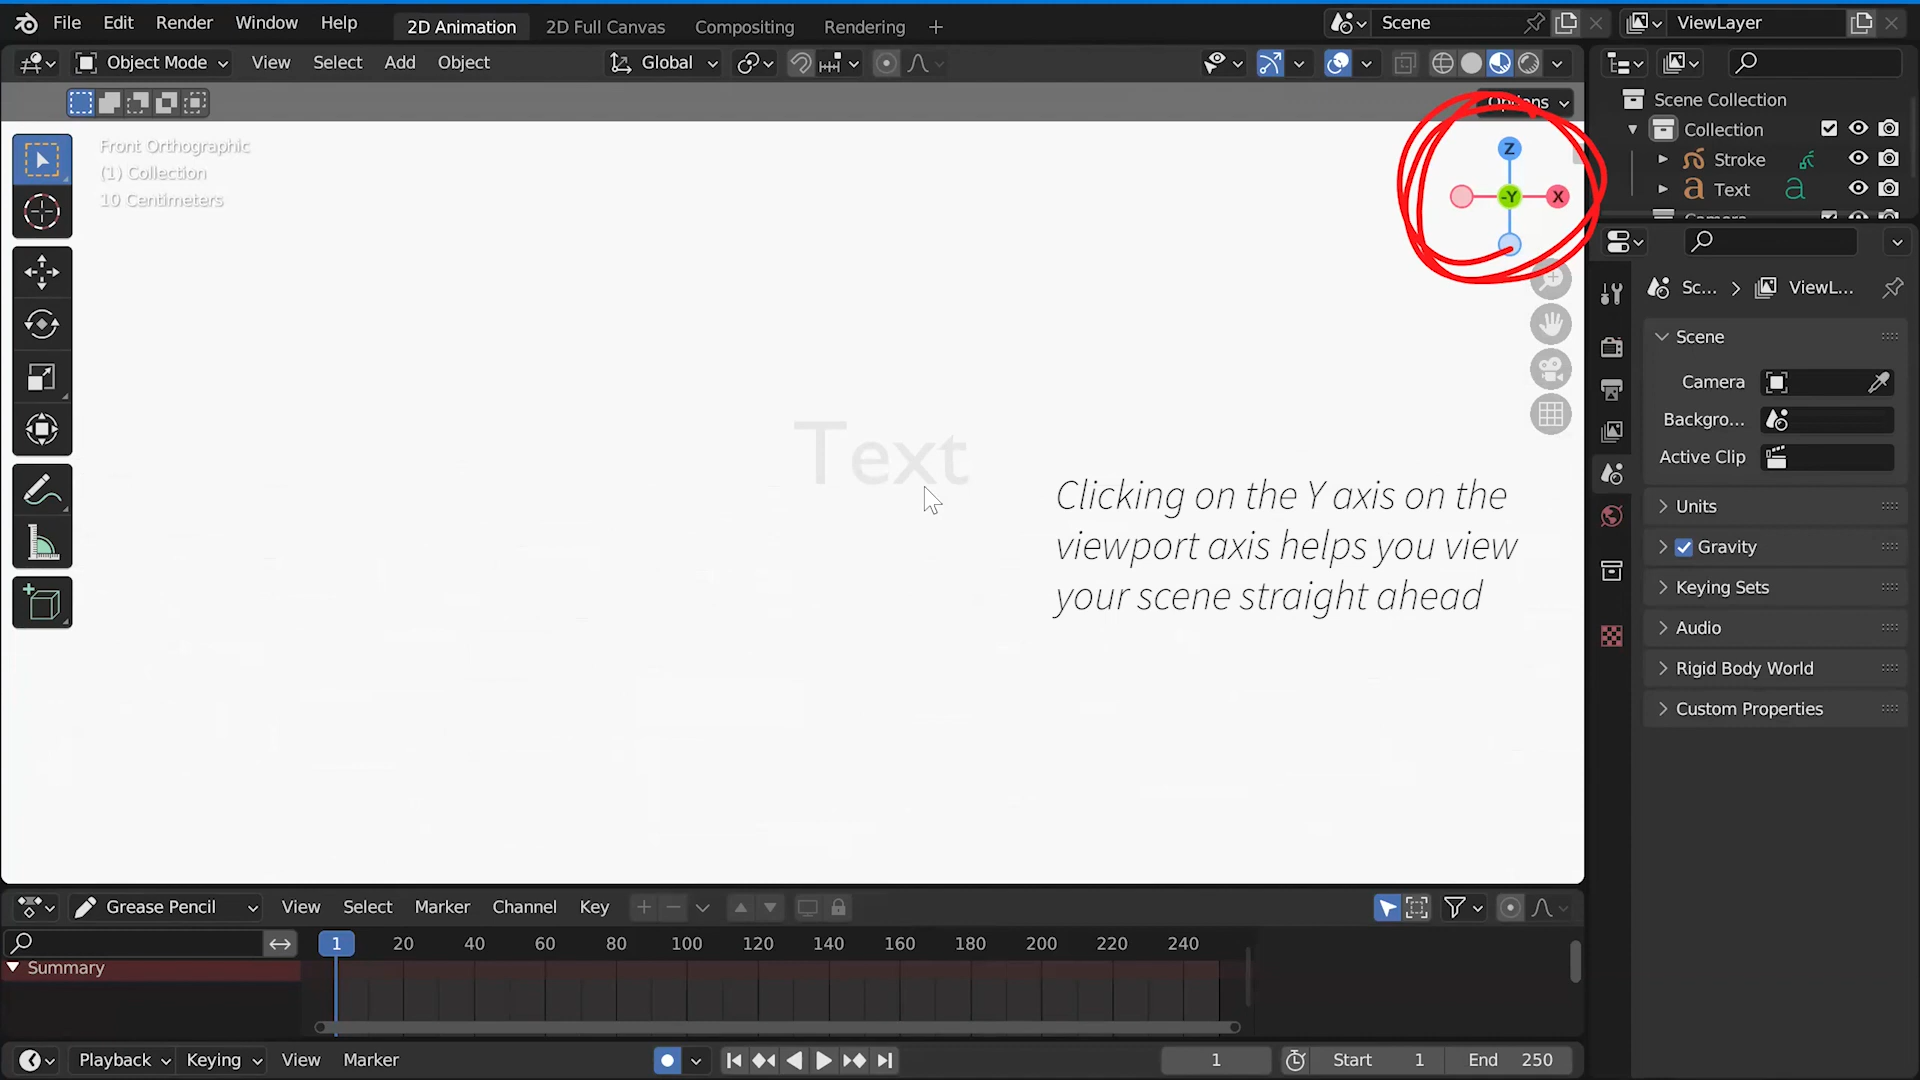 File Edit Render Window Help 2D Animation 2D Full Canvas Compositing Rendering + Scene ViewLayer
Object Mode View Select Add Object Global
Options
Scene Collection
Collection
Stroke
Text
Front Orthographic
(1) Collection
10 Centimeters
Z
-Y X
Sc... ViewL...
Scene
Camera
Backgro...
Active Clip
Units
Gravity
Keying Sets
Audio
Rigid Body World
Custom Properties
Text
Clicking on the Y axis on the
viewport axis helps you view
your scene straight ahead
Grease Pencil View Select Marker Channel Key
1 20 40 60 80 100 120 140 160 180 200 220 240
Summary
Playback Keying View Marker 1 Start 1 End 250